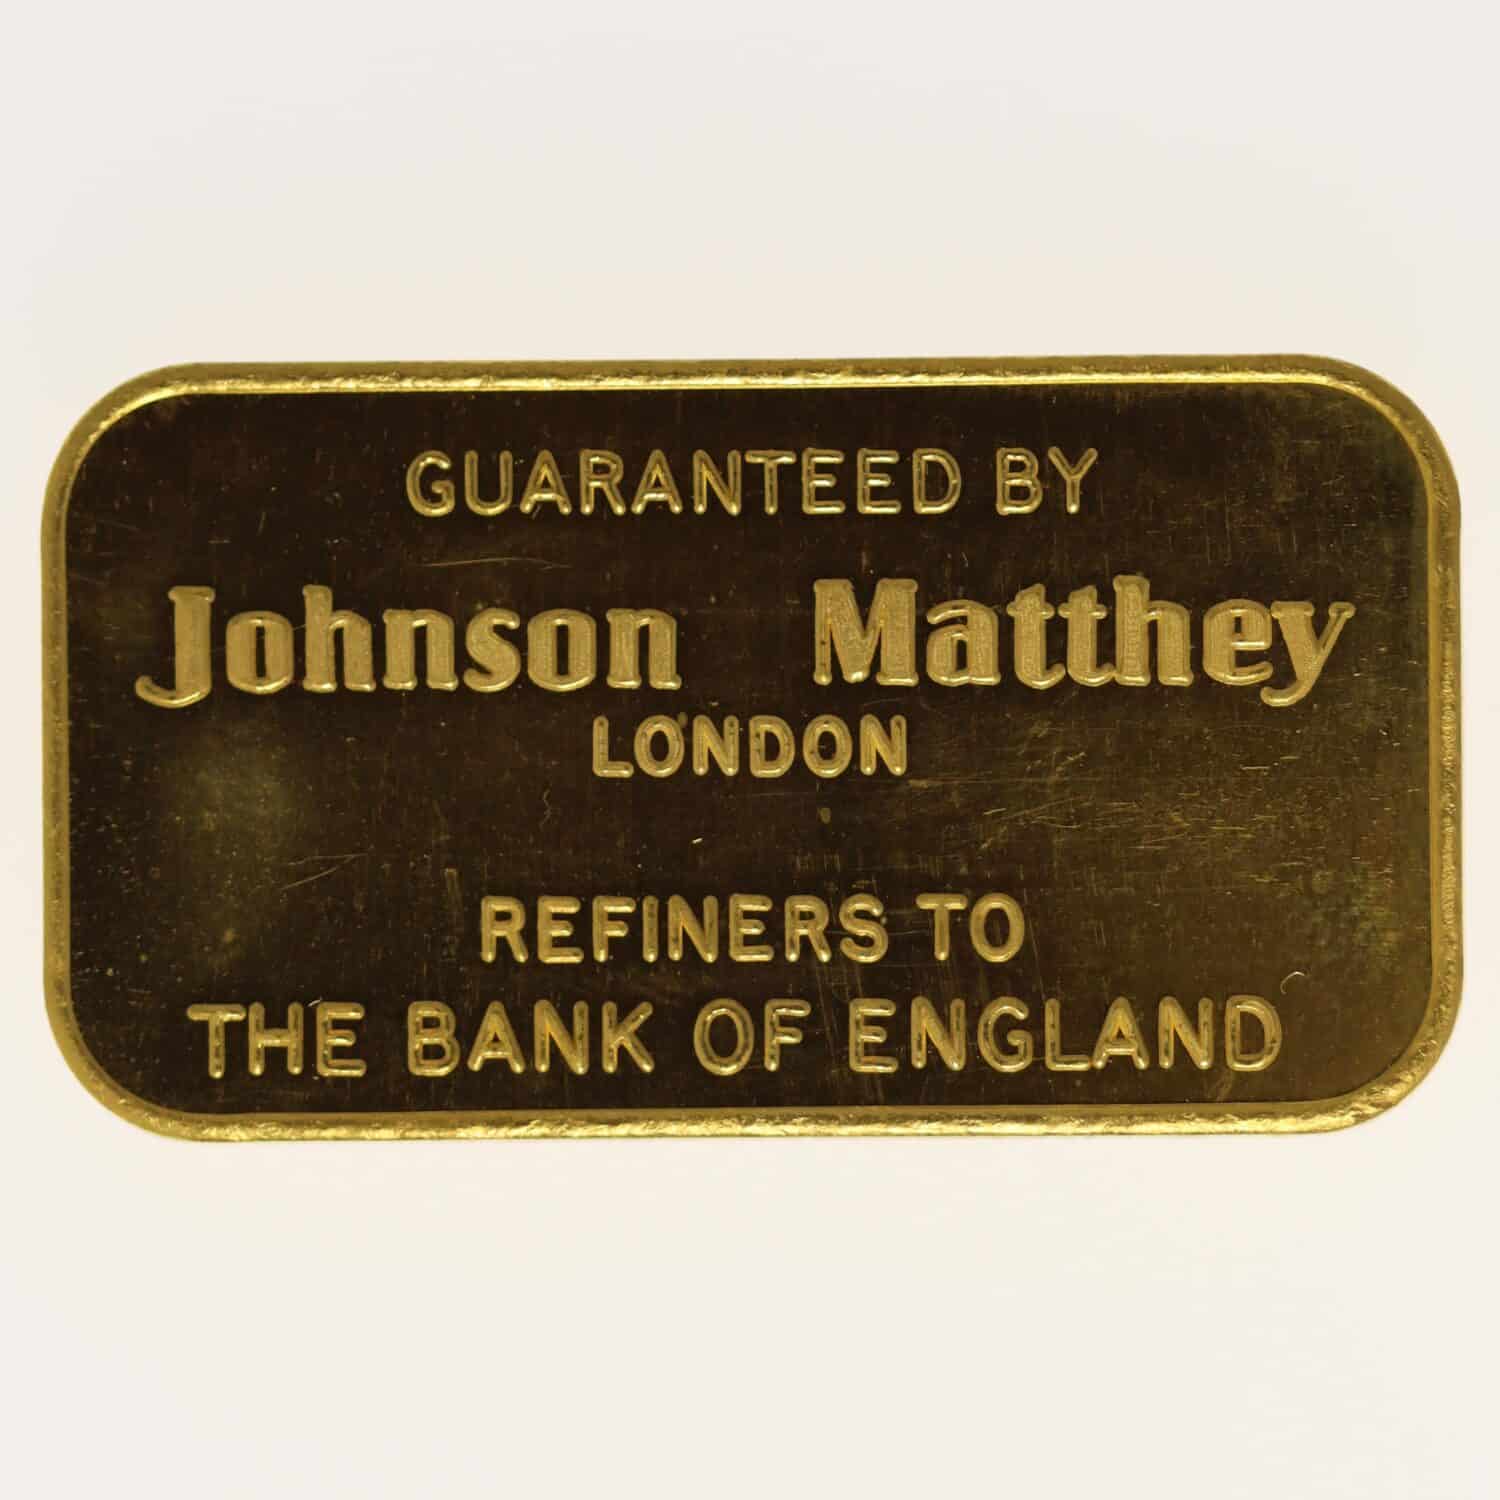 GUARANTEED BY
Johnson Matthey
LONDON
REFINERS TO
THE BANK OF ENGLAND